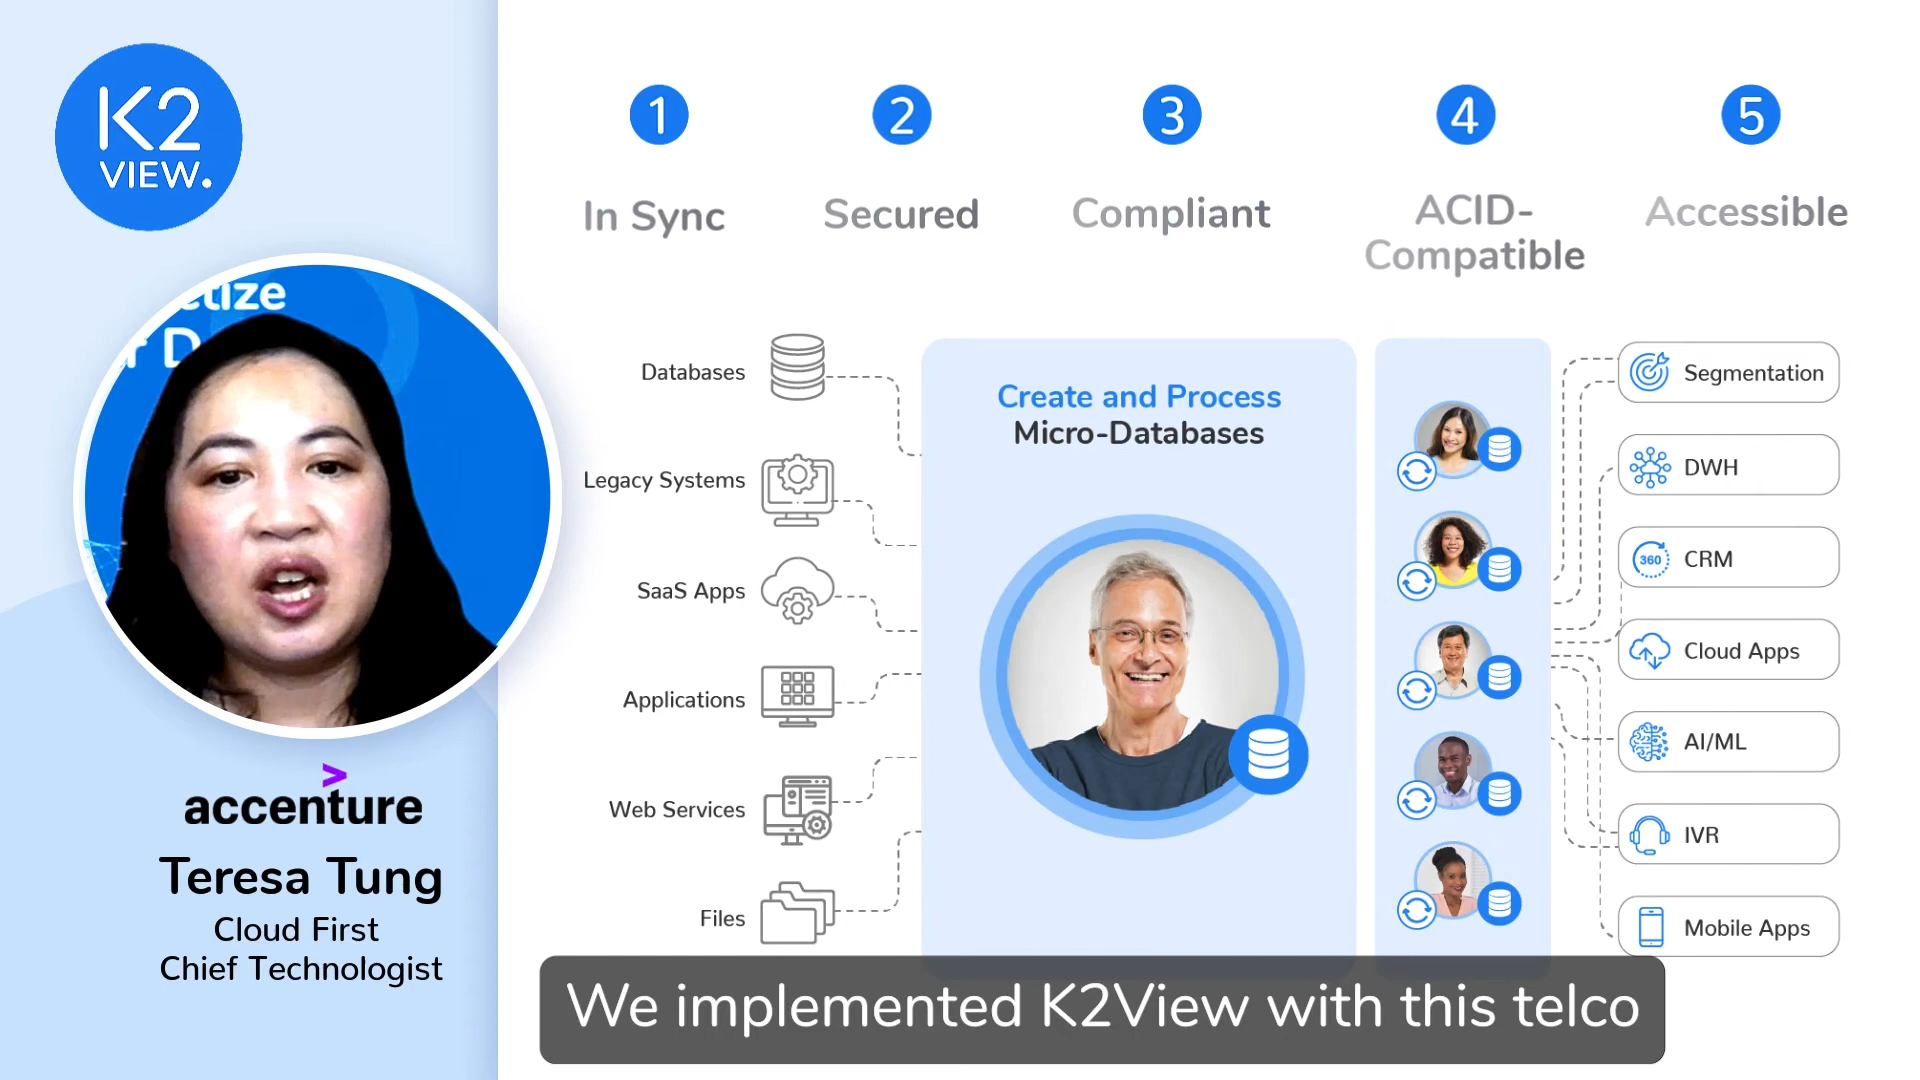 K2
VIEW.
etize
r D
accenture
Teresa Tung
Cloud First
Chief Technologist
1
2
3
4
5
In Sync
Secured
Compliant
ACID-
Compatible
Accessible
Databases
Legacy Systems
SaaS Apps
Applications
Web Services
Files
Create and Process
Micro-Databases
Segmentation
DWH
360
CRM
Cloud Apps
AI/ML
IVR
Mobile Apps
We implemented K2View with this telco